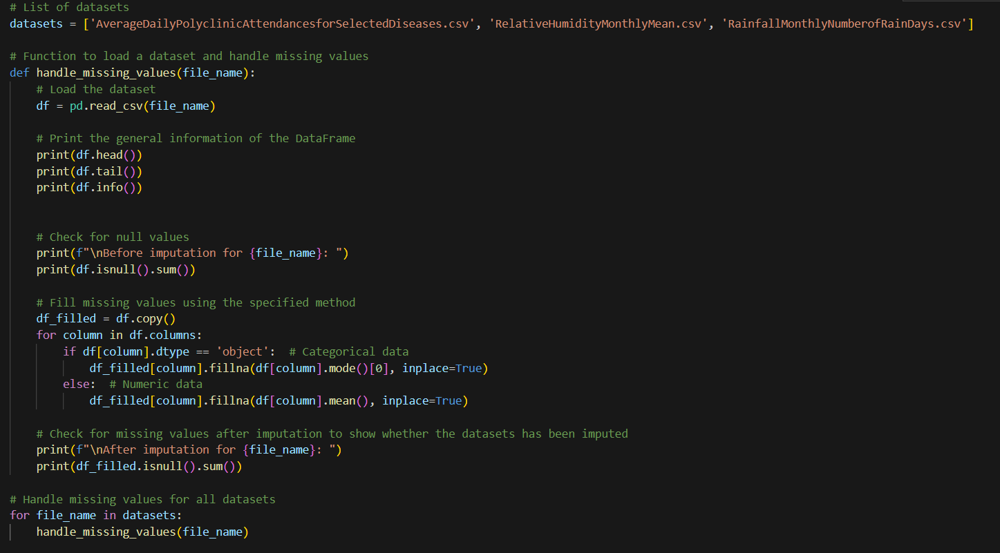 # List of datasets
datasets = ['AverageDailyPolyclinicAttendancesforSelectedDiseases.csv', 'RelativeHumidityMonthlyMean.csv', 'RainfallMonthlyNumberofRainDays.csv']

# Function to load a dataset and handle missing values
def handle_missing_values(file_name):
    # Load the dataset
    df = pd.read_csv(file_name)

    # Print the general information of the DataFrame
    print(df.head())
    print(df.tail())
    print(df.info())


    # Check for null values
    print(f"\nBefore imputation for {file_name}: ")
    print(df.isnull().sum())

    # Fill missing values using the specified method
    df_filled = df.copy()
    for column in df.columns:
        if df[column].dtype == 'object':  # Categorical data
            df_filled[column].fillna(df[column].mode()[0], inplace=True)
        else:  # Numeric data
            df_filled[column].fillna(df[column].mean(), inplace=True)

    # Check for missing values after imputation to show whether the datasets has been imputed
    print(f"\nAfter imputation for {file_name}: ")
    print(df_filled.isnull().sum())

# Handle missing values for all datasets
for file_name in datasets:
    handle_missing_values(file_name)